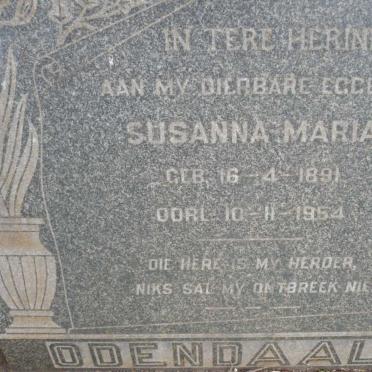 IN TERE HERIN
AAN MY DIERBARE EGG
SUSANNA MARIA
GEB. 16-4-1891
OORL. 10-11-1954
DIE HERE IS MY HERDER,
NIKS SAL MY ONTBREEK NIE
ODENDAAL